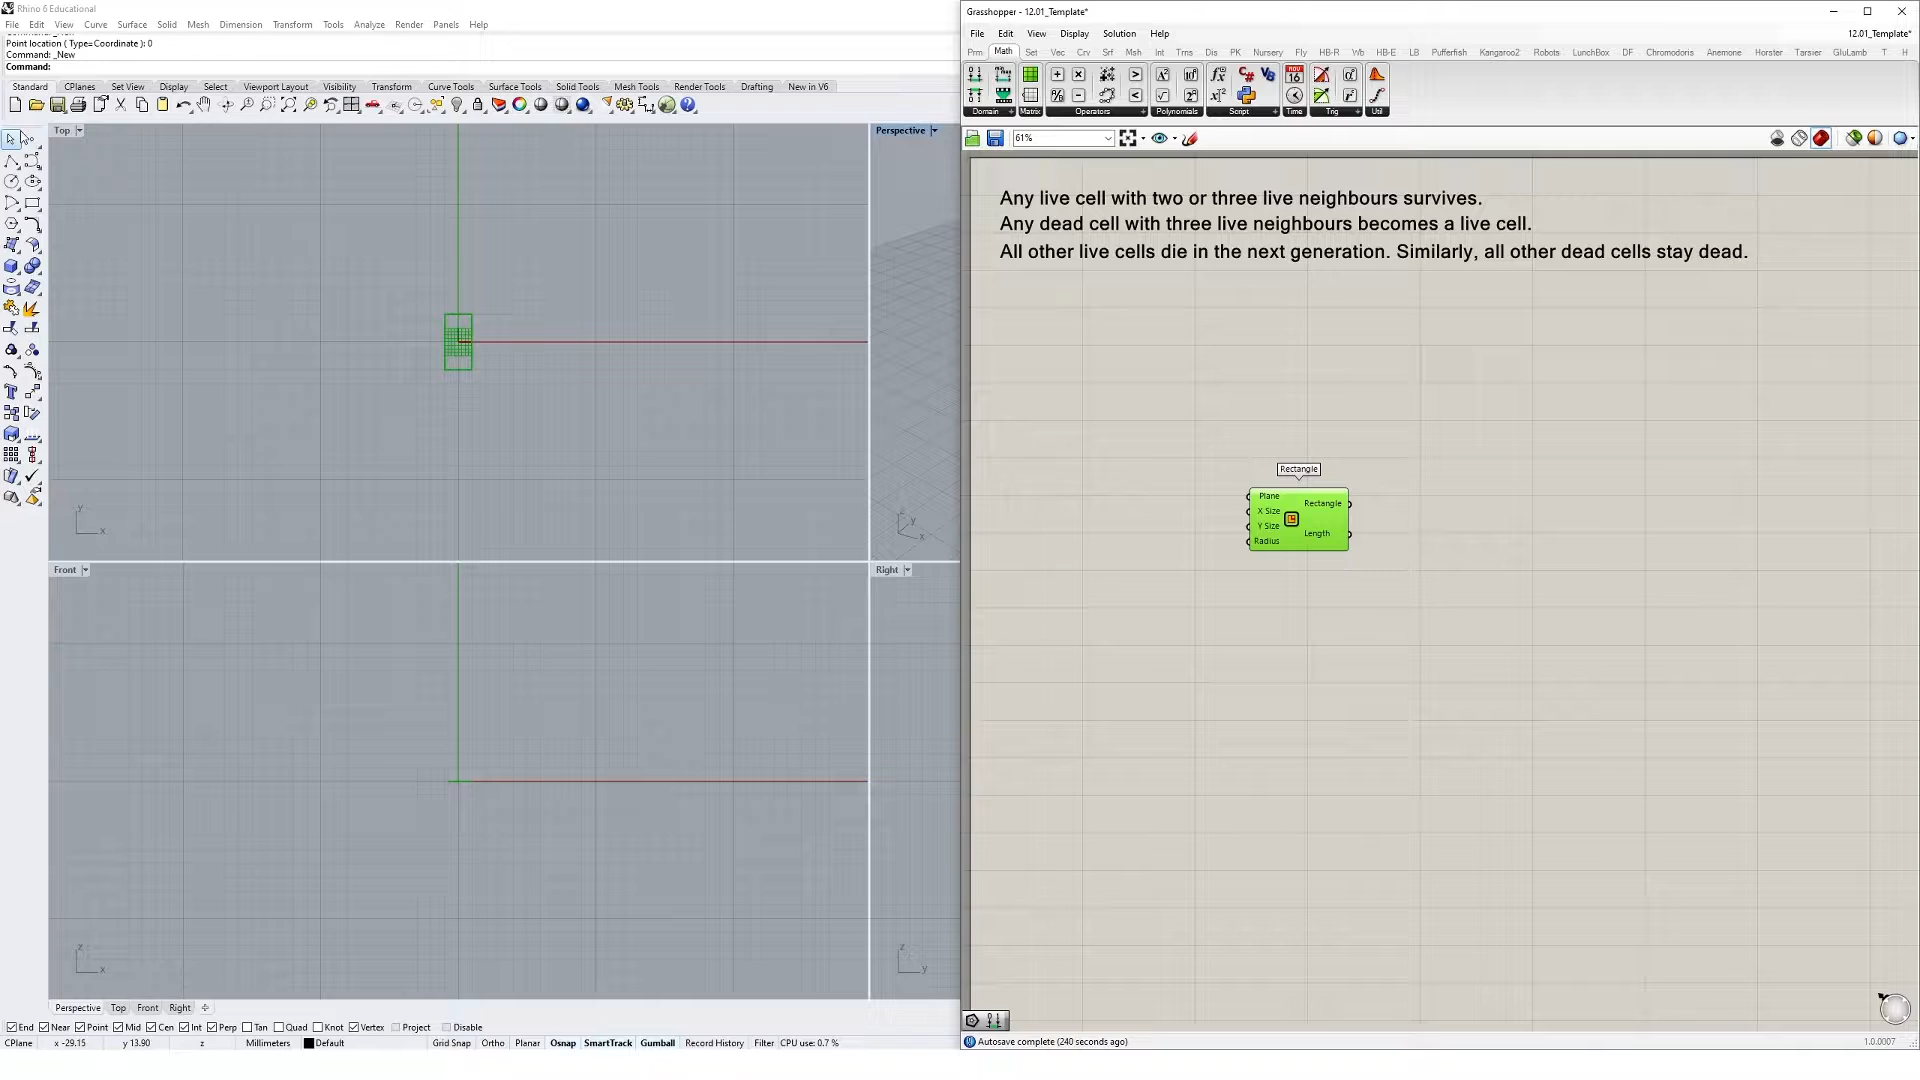 Rhino 6 Educational
File Edit View Curve Surface Solid Mesh Dimension Transform Tools Analyze Render Panels Help
Point location ( Type=Coordinate ): 0
Command: _New
Command:
Standard CPlanes Set View Display Select Viewport Layout Visibility Transform Curve Tools Surface Tools Solid Tools Mesh Tools Render Tools Drafting New in V6
Top
Perspective
y
x
y
x
Front
Right
z
x
z
y
Perspective Top Front Right
End Near Point Mid Cen Int Perp Tan Quad Knot Vertex Project Disable
CPlane x -29.15 y 13.90 z Millimeters Default Grid Snap Ortho Planar Osnap SmartTrack Gumball Record History Filter CPU use: 0.7 %
Grasshopper - 12.01_Template*
File Edit View Display Solution Help
12.01_Template*
Prm Math Set Vec Crv Srf Msh Int Trns Dis PK Nursery Fly HB-R Wb HB-E LB Pufferfish Kangaroo2 Robots LunchBox DF Chromodoris Anemone Horster Tarsier GluLamb T H
Domain Matrix Operators Polynomials Script Time Trig Util
61%
Any live cell with two or three live neighbours survives.
Any dead cell with three live neighbours becomes a live cell.
All other live cells die in the next generation. Similarly, all other dead cells stay dead.
Rectangle
Plane
X Size
Y Size
Radius
Rectangle
Length
Autosave complete (240 seconds ago)
1.0.0007